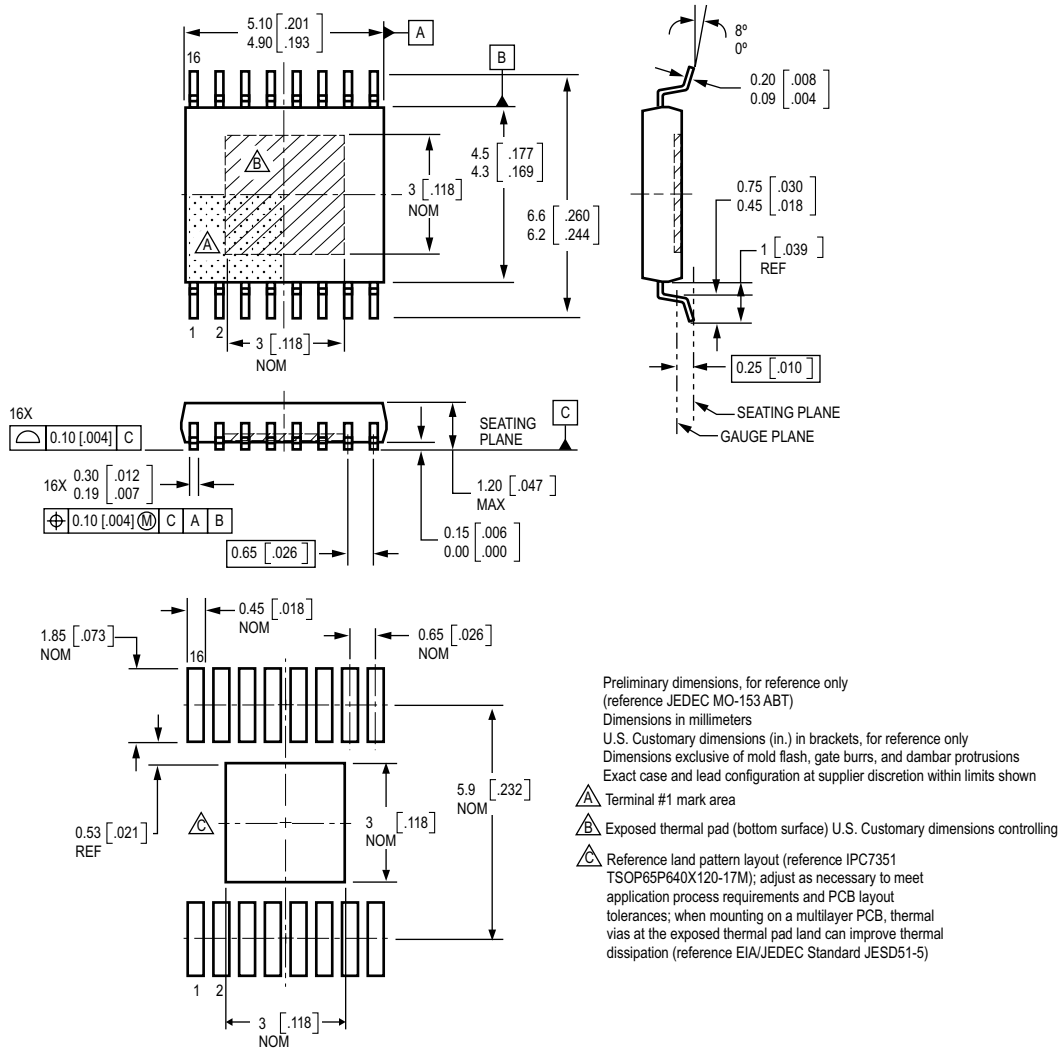 5.10 [.201]
4.90 [.193]
A
16
B
8º
0º
0.20 [.008]
0.09 [.004]
B
4.5 [.177]
4.3 [.169]
3 [.118]
NOM
6.6 [.260]
6.2 [.244]
0.75 [.030]
0.45 [.018]
A
1 [.039]
REF
1 2
3 [.118]
NOM
0.25 [.010]
SEATING PLANE
GAUGE PLANE
16X
0.10 [.004] C
SEATING
PLANE
C
16X 0.30 [.012]
0.19 [.007]
1.20 [.047]
MAX
0.10 [.004] M C A B
0.15 [.006]
0.00 [.000]
0.65 [.026]
0.45 [.018]
NOM
1.85 [.073]
NOM
0.65 [.026]
NOM
16
5.9 [.232]
NOM
0.53 [.021]
REF
C
3 [.118]
NOM
1 2
3 [.118]
NOM
Preliminary dimensions, for reference only
(reference JEDEC MO-153 ABT)
Dimensions in millimeters
U.S. Customary dimensions (in.) in brackets, for reference only
Dimensions exclusive of mold flash, gate burrs, and dambar protrusions
Exact case and lead configuration at supplier discretion within limits shown
A Terminal #1 mark area
B Exposed thermal pad (bottom surface) U.S. Customary dimensions controlling
C Reference land pattern layout (reference IPC7351
TSOP65P640X120-17M); adjust as necessary to meet
application process requirements and PCB layout
tolerances; when mounting on a multilayer PCB, thermal
vias at the exposed thermal pad land can improve thermal
dissipation (reference EIA/JEDEC Standard JESD51-5)